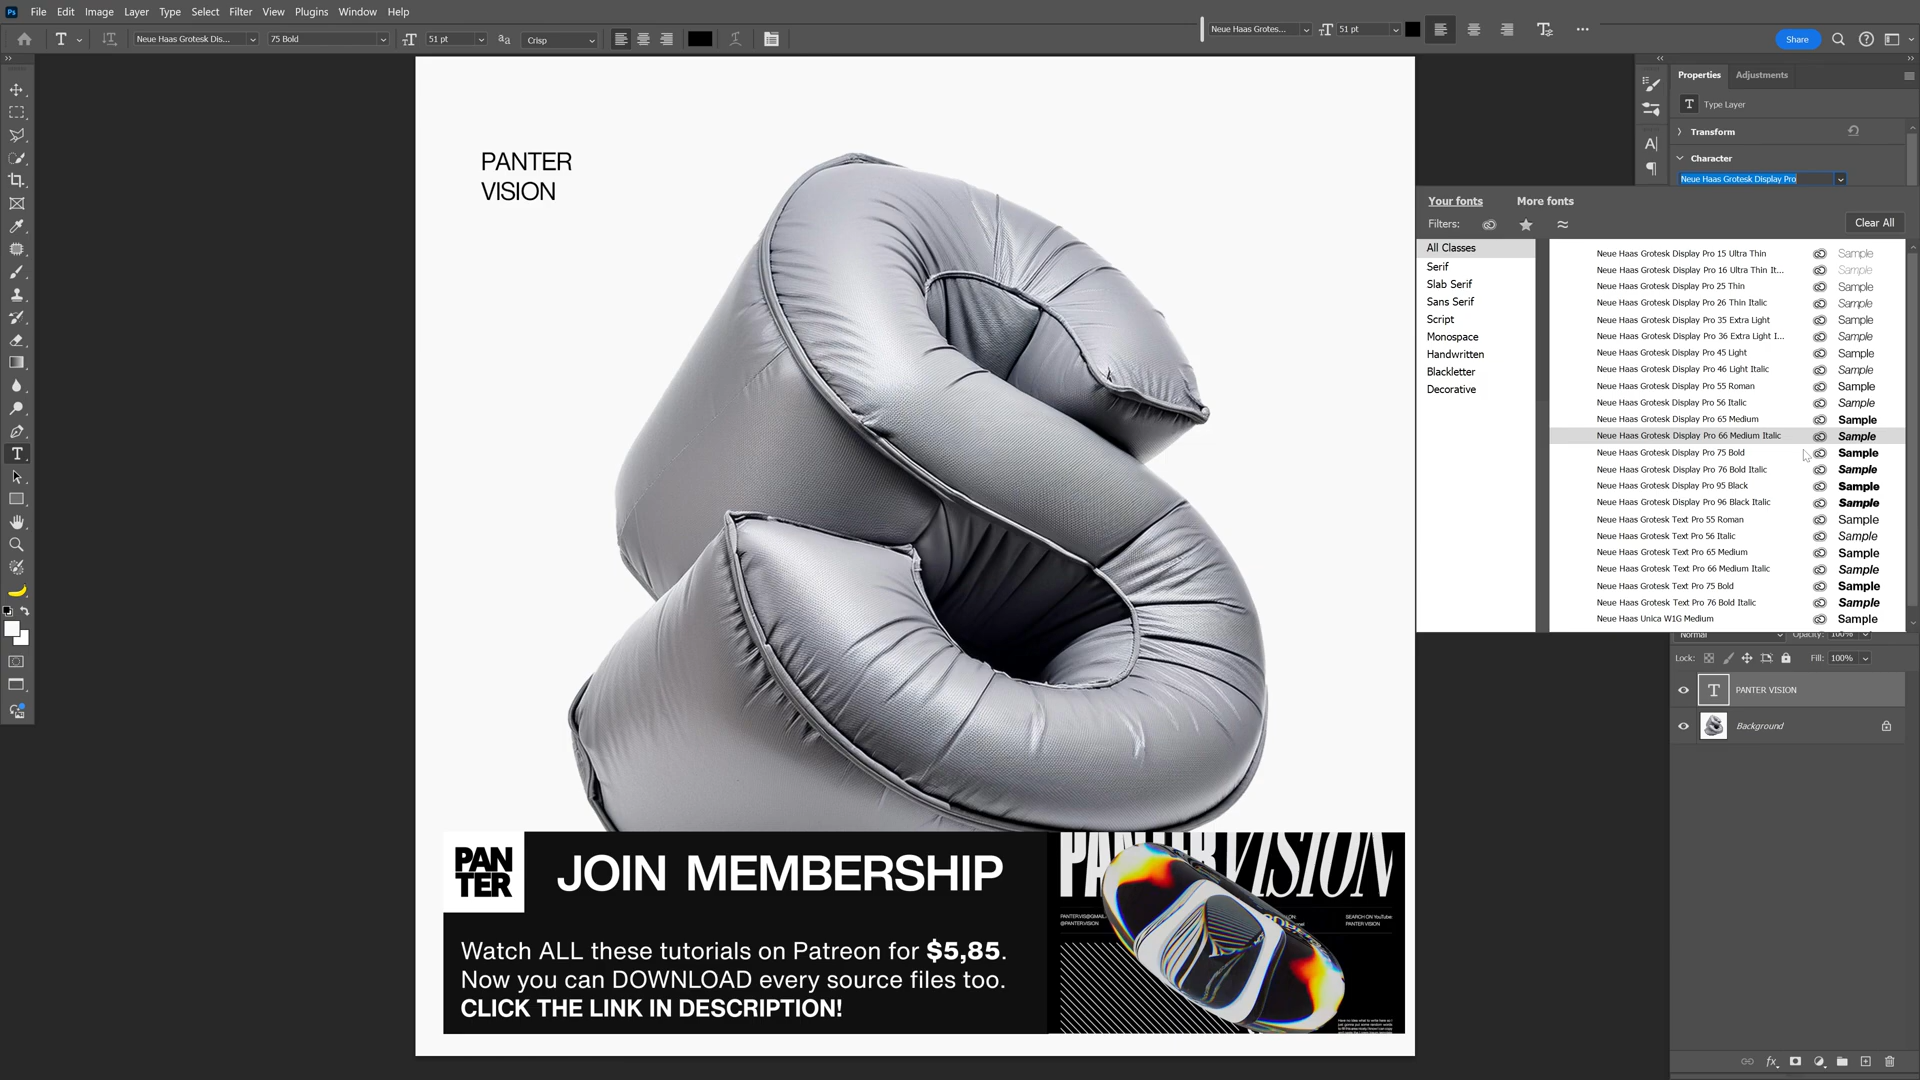 Ps File Edit Image Layer Type Select Filter View Plugins Window Help
T Neue Haas Grotesk Dis... 75 Bold 51 pt aa Crisp
Neue Haas Grotes... 51 pt
Share
Properties Adjustments
T Type Layer
Transform
Character
Neue Haas Grotesk Display Pro
Your fonts More fonts
Filters: Clear All
All Classes
Serif
Slab Serif
Sans Serif
Script
Monospace
Handwritten
Blackletter
Decorative
Neue Haas Grotesk Display Pro 15 Ultra Thin Sample
Neue Haas Grotesk Display Pro 16 Ultra Thin It... Sample
Neue Haas Grotesk Display Pro 25 Thin Sample
Neue Haas Grotesk Display Pro 26 Thin Italic Sample
Neue Haas Grotesk Display Pro 35 Extra Light Sample
Neue Haas Grotesk Display Pro 36 Extra Light I... Sample
Neue Haas Grotesk Display Pro 45 Light Sample
Neue Haas Grotesk Display Pro 46 Light Italic Sample
Neue Haas Grotesk Display Pro 55 Roman Sample
Neue Haas Grotesk Display Pro 56 Italic Sample
Neue Haas Grotesk Display Pro 65 Medium Sample
Neue Haas Grotesk Display Pro 66 Medium Italic Sample
Neue Haas Grotesk Display Pro 75 Bold Sample
Neue Haas Grotesk Display Pro 76 Bold Italic Sample
Neue Haas Grotesk Display Pro 95 Black Sample
Neue Haas Grotesk Display Pro 96 Black Italic Sample
Neue Haas Grotesk Text Pro 55 Roman Sample
Neue Haas Grotesk Text Pro 56 Italic Sample
Neue Haas Grotesk Text Pro 65 Medium Sample
Neue Haas Grotesk Text Pro 66 Medium Italic Sample
Neue Haas Grotesk Text Pro 75 Bold Sample
Neue Haas Grotesk Text Pro 76 Bold Italic Sample
Neue Haas Unica W1G Medium Sample
Normal Opacity: 100%
Lock: Fill: 100%
T PANTER VISION
Background
fx
PANTER
VISION
PAN
TER
JOIN MEMBERSHIP
Watch ALL these tutorials on Patreon for $5,85.
Now you can DOWNLOAD every source files too.
CLICK THE LINK IN DESCRIPTION!
PANTER VISION
@PANTER.VISION
SEARCH ON YouTube:
PANTER VISION